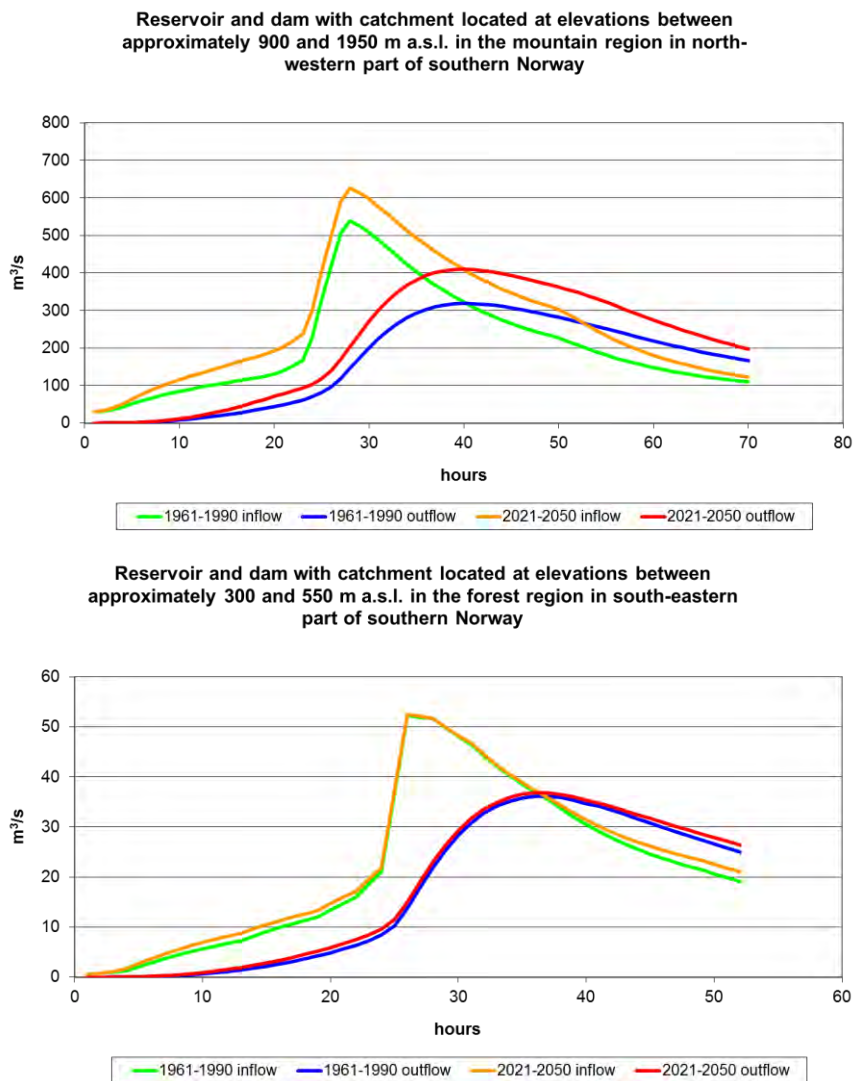 Reservoir and dam with catchment located at elevations between
approximately 900 and 1950 m a.s.l. in the mountain region in north-
western part of southern Norway
800
700
600
500
400
300
200
100
0
m³/s
0 10 20 30 40 50 60 70 80
hours
1961-1990 inflow 1961-1990 outflow 2021-2050 inflow 2021-2050 outflow
Reservoir and dam with catchment located at elevations between
approximately 300 and 550 m a.s.l. in the forest region in south-eastern
part of southern Norway
60
50
40
30
20
10
0
m³/s
0 10 20 30 40 50 60
hours
1961-1990 inflow 1961-1990 outflow 2021-2050 inflow 2021-2050 outflow